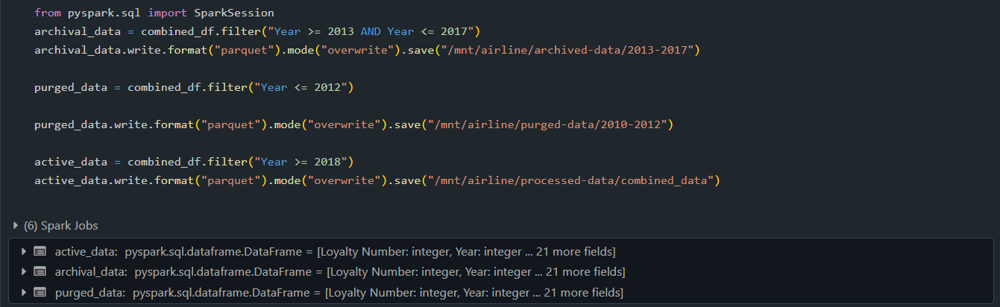 from pyspark.sql import SparkSession
archival_data = combined_df.filter("Year >= 2013 AND Year <= 2017")
archival_data.write.format("parquet").mode("overwrite").save("/mnt/airline/archived-data/2013-2017")
purged_data = combined_df.filter("Year <= 2012")
purged_data.write.format("parquet").mode("overwrite").save("/mnt/airline/purged-data/2010-2012")
active_data = combined_df.filter("Year >= 2018")
active_data.write.format("parquet").mode("overwrite").save("/mnt/airline/processed-data/combined_data")
(6) Spark Jobs
active_data: pyspark.sql.dataframe.DataFrame = [Loyalty Number: integer, Year: integer ... 21 more fields]
archival_data: pyspark.sql.dataframe.DataFrame = [Loyalty Number: integer, Year: integer ... 21 more fields]
purged_data: pyspark.sql.dataframe.DataFrame = [Loyalty Number: integer, Year: integer ... 21 more fields]